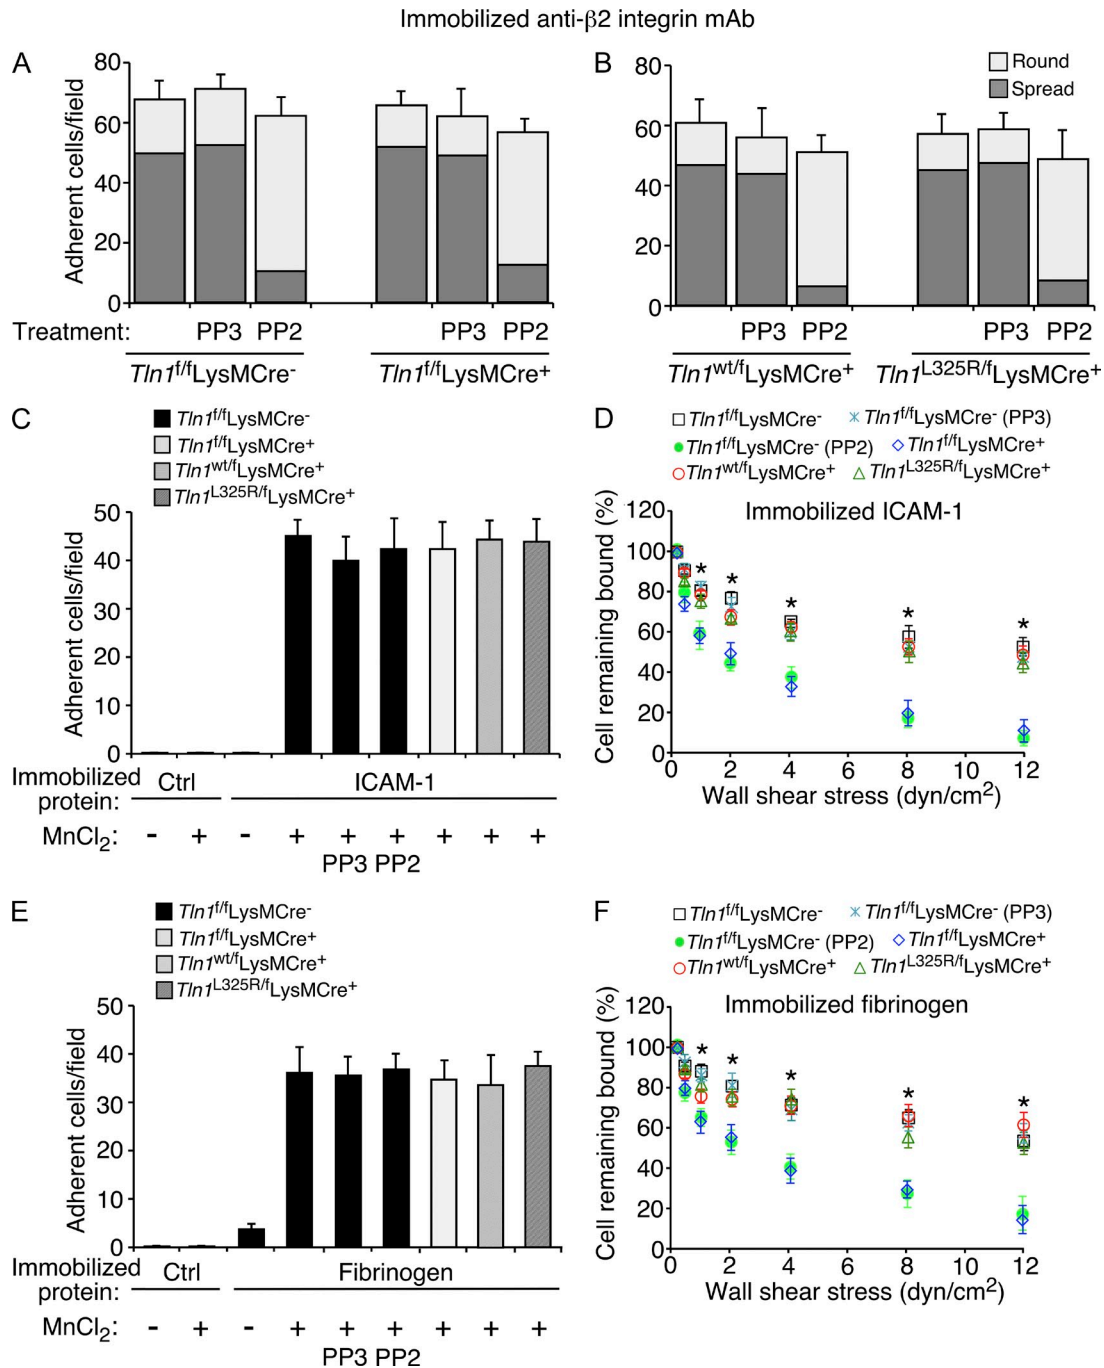 Immobilized anti-β2 integrin mAb
A
Adherent cells/field
80
60
40
20
0
Treatment: PP3 PP2 PP3 PP2
Tln1f/fLysMCre- Tln1f/fLysMCre+
B
Round
Spread
80
60
40
20
0
PP3 PP2 PP3 PP2
Tln1wt/fLysMCre+ Tln1L325R/fLysMCre+
C
Tln1f/fLysMCre-
Tln1f/fLysMCre+
Tln1wt/fLysMCre+
Tln1L325R/fLysMCre+
Adherent cells/field
50
40
30
20
10
0
Immobilized protein: Ctrl ICAM-1
MnCl2: - + - + + + + + +
PP3 PP2
D
Tln1f/fLysMCre- Tln1f/fLysMCre- (PP3)
Tln1f/fLysMCre- (PP2) Tln1f/fLysMCre+
Tln1wt/fLysMCre+ Tln1L325R/fLysMCre+
Immobilized ICAM-1
Cell remaining bound (%)
120
100
80
60
40
20
0
* * * * *
0 2 4 6 8 10 12
Wall shear stress (dyn/cm2)
E
Tln1f/fLysMCre-
Tln1f/fLysMCre+
Tln1wt/fLysMCre+
Tln1L325R/fLysMCre+
Adherent cells/field
50
40
30
20
10
0
Immobilized protein: Ctrl Fibrinogen
MnCl2: - + - + + + + + +
PP3 PP2
F
Tln1f/fLysMCre- Tln1f/fLysMCre- (PP3)
Tln1f/fLysMCre- (PP2) Tln1f/fLysMCre+
Tln1wt/fLysMCre+ Tln1L325R/fLysMCre+
Immobilized fibrinogen
Cell remaining bound (%)
120
100
80
60
40
20
0
* * * * *
0 2 4 6 8 10 12
Wall shear stress (dyn/cm2)